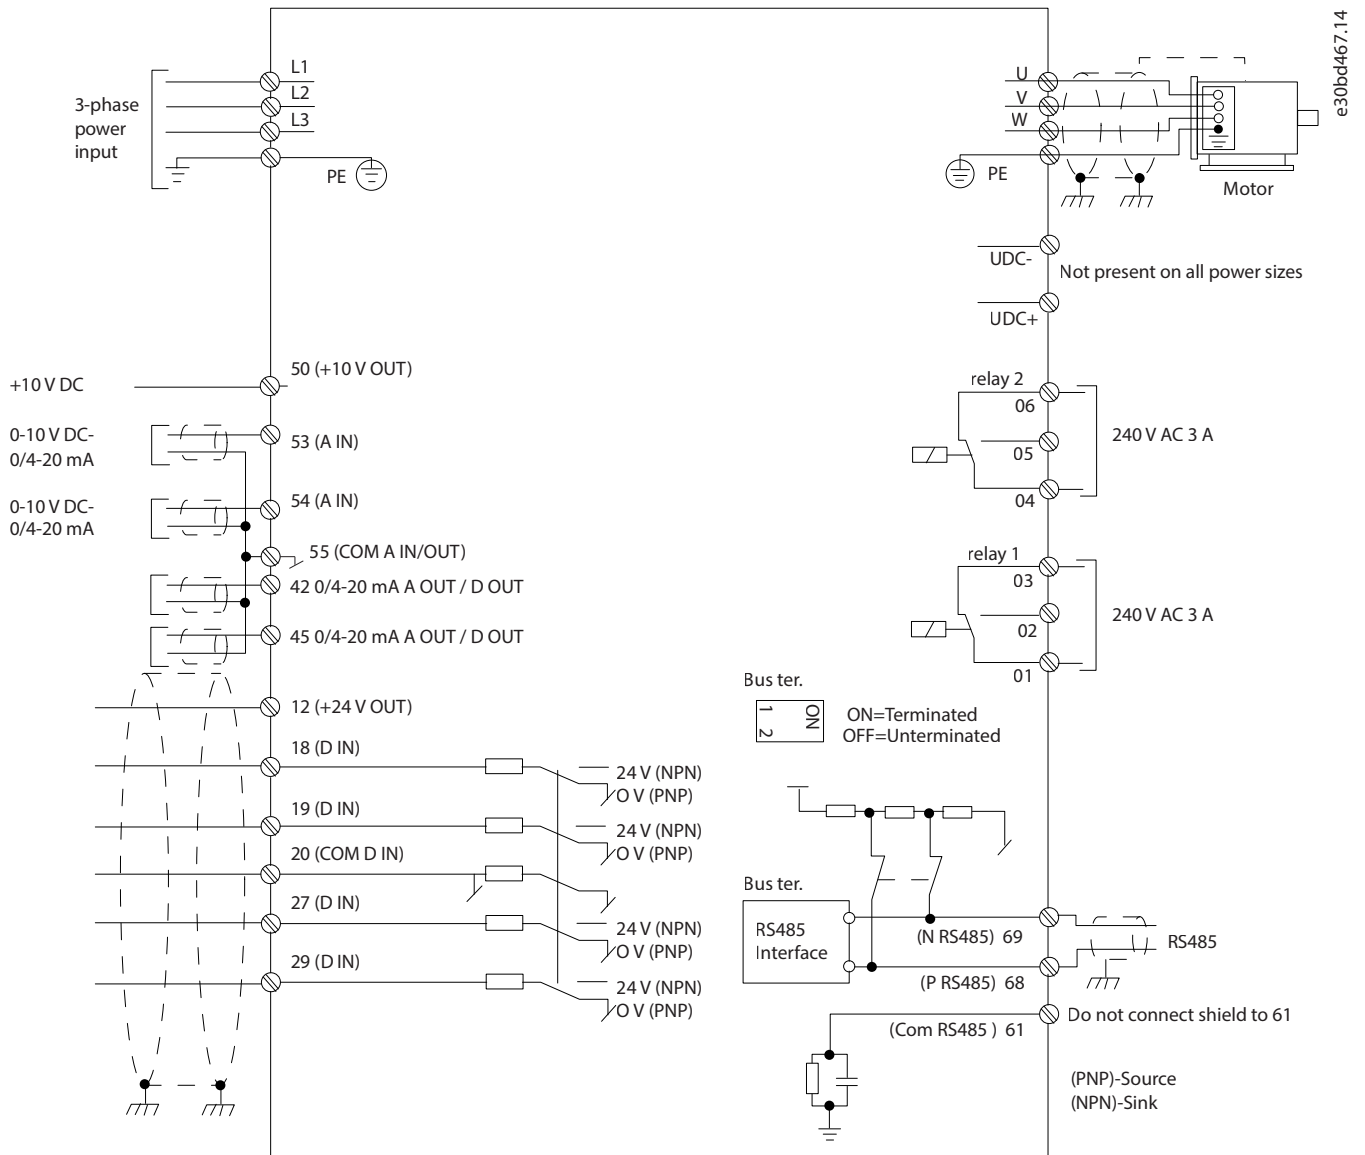 e30bd467.14
3-phase
power
input
L1
L2
L3
PE
U
V
W
PE
Motor
UDC-
Not present on all power sizes
UDC+
+10 V DC
50 (+10 V OUT)
0-10 V DC-
0/4-20 mA
53 (A IN)
0-10 V DC-
0/4-20 mA
54 (A IN)
55 (COM A IN/OUT)
42 0/4-20 mA A OUT / D OUT
45 0/4-20 mA A OUT / D OUT
12 (+24 V OUT)
18 (D IN)
24 V (NPN)
O V (PNP)
19 (D IN)
24 V (NPN)
O V (PNP)
20 (COM D IN)
27 (D IN)
24 V (NPN)
O V (PNP)
29 (D IN)
24 V (NPN)
O V (PNP)
relay 2
06
05
04
240 V AC 3 A
relay 1
03
02
01
240 V AC 3 A
Bus ter.
1 2
ON
ON=Terminated
OFF=Unterminated
Bus ter.
RS485
Interface
(N RS485) 69
RS485
(P RS485) 68
(Com RS485 ) 61
Do not connect shield to 61
(PNP)-Source
(NPN)-Sink